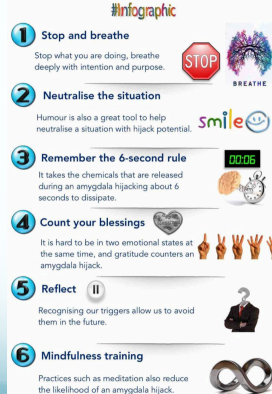 #Infographic
1 Stop and breathe
Stop what you are doing, breathe
deeply with intention and purpose.
STOP
BREATHE
2 Neutralise the situation
Humour is also a great tool to help
neutralise a situation with hijack potential.
smile
3 Remember the 6-second rule
It takes the chemicals that are released
during an amygdala hijacking about 6
seconds to dissipate.
00:06
4 Count your blessings
It is hard to be in two emotional states at
the same time, and gratitude counters an
amygdala hijack.
5 Reflect
Recognising our triggers allow us to avoid
them in the future.
?
6 Mindfulness training
Practices such as meditation also reduce
the likelihood of an amygdala hijack.